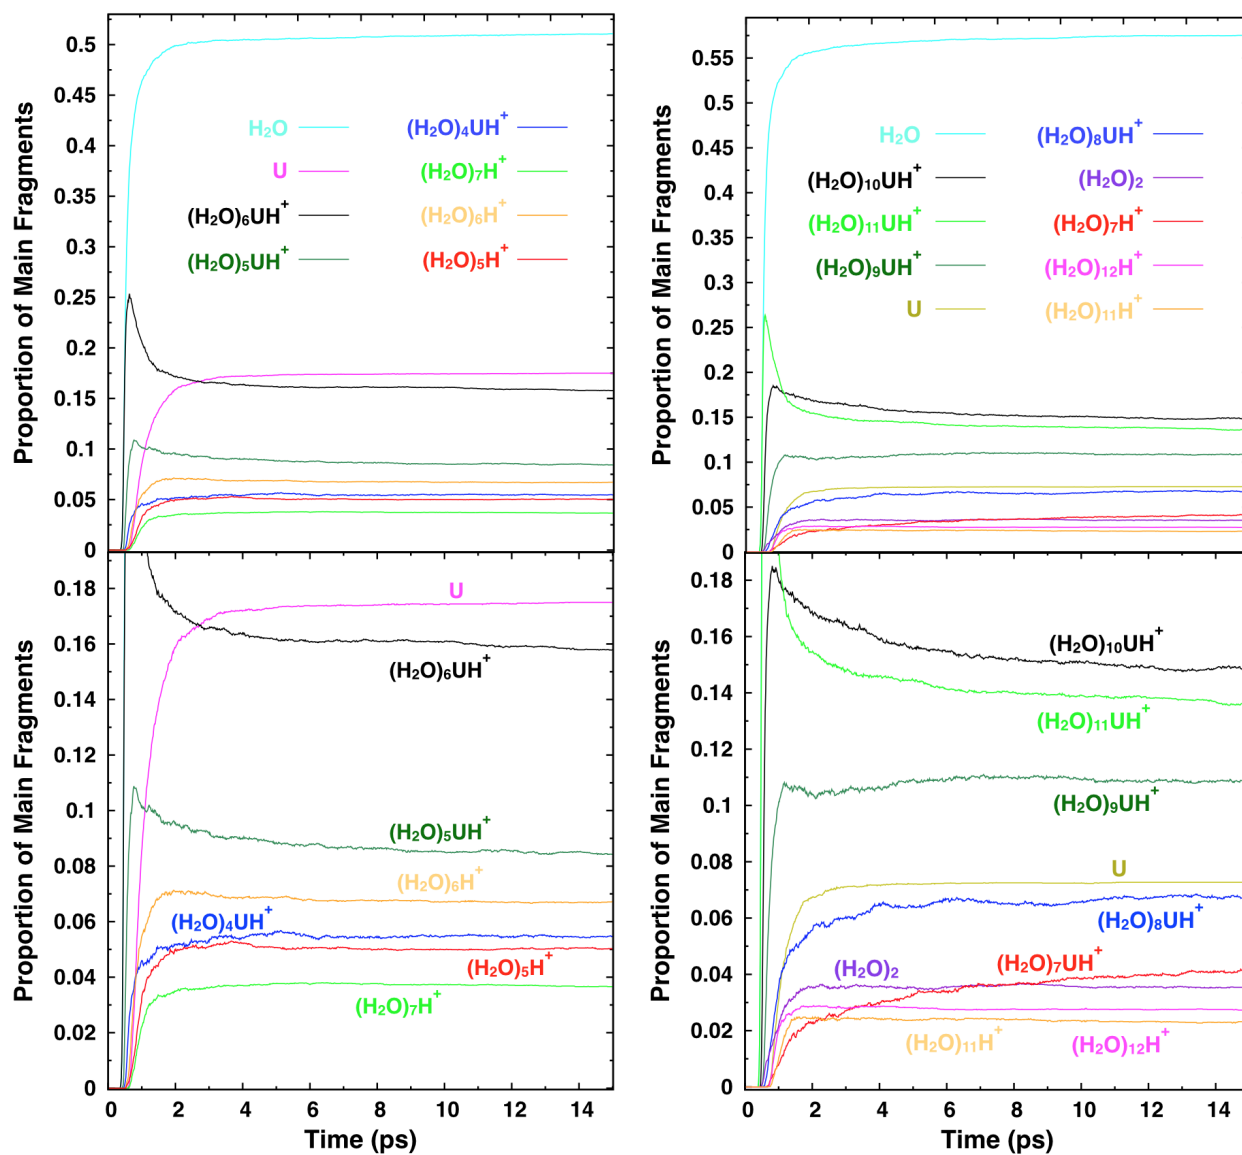 Proportion of Main Fragments
0.5
0.45
0.4
0.35
0.3
0.25
0.2
0.15
0.1
0.05
0
H₂O
U
(H₂O)₆UH⁺
(H₂O)₅UH⁺
(H₂O)₄UH⁺
(H₂O)₇H⁺
(H₂O)₆H⁺
(H₂O)₅H⁺
Proportion of Main Fragments
0.55
0.5
0.45
0.4
0.35
0.3
0.25
0.2
0.15
0.1
0.05
0
H₂O
(H₂O)₁₀UH⁺
(H₂O)₁₁UH⁺
(H₂O)₉UH⁺
U
(H₂O)₈UH⁺
(H₂O)₂
(H₂O)₇H⁺
(H₂O)₁₂H⁺
(H₂O)₁₁H⁺
Proportion of Main Fragments
0.18
0.16
0.14
0.12
0.1
0.08
0.06
0.04
0.02
0
U
(H₂O)₆UH⁺
(H₂O)₅UH⁺
(H₂O)₆H⁺
(H₂O)₄UH⁺
(H₂O)₅H⁺
(H₂O)₇H⁺
0 2 4 6 8 10 12 14
Time (ps)
Proportion of Main Fragments
0.18
0.16
0.14
0.12
0.1
0.08
0.06
0.04
0.02
0
(H₂O)₁₀UH⁺
(H₂O)₁₁UH⁺
(H₂O)₉UH⁺
U
(H₂O)₈UH⁺
(H₂O)₂
(H₂O)₇UH⁺
(H₂O)₁₁H⁺
(H₂O)₁₂H⁺
0 2 4 6 8 10 12 14
Time (ps)